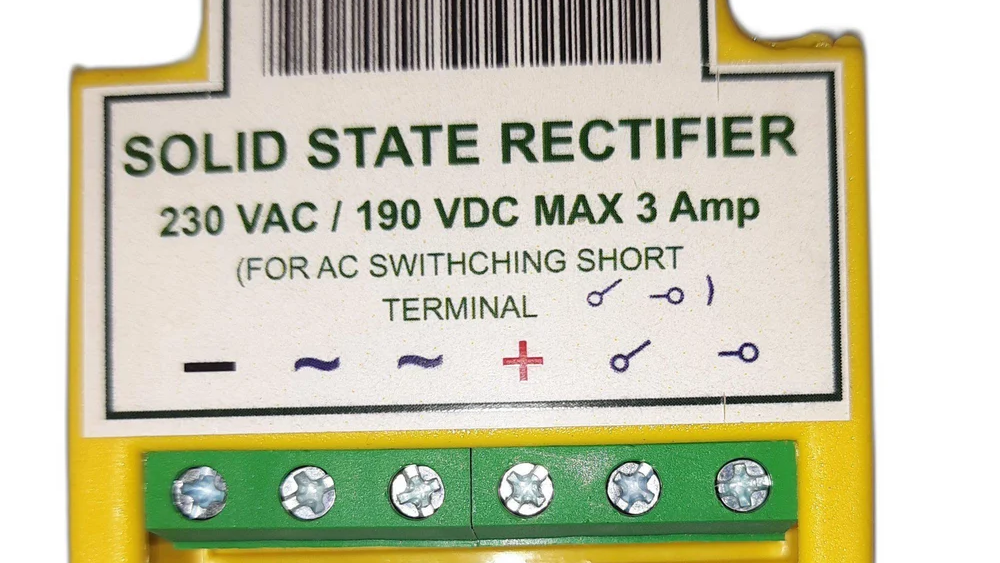 SOLID STATE RECTIFIER
230 VAC / 190 VDC MAX 3 Amp
(FOR AC SWITHCHING SHORT
TERMINAL )
− ~ ~ +